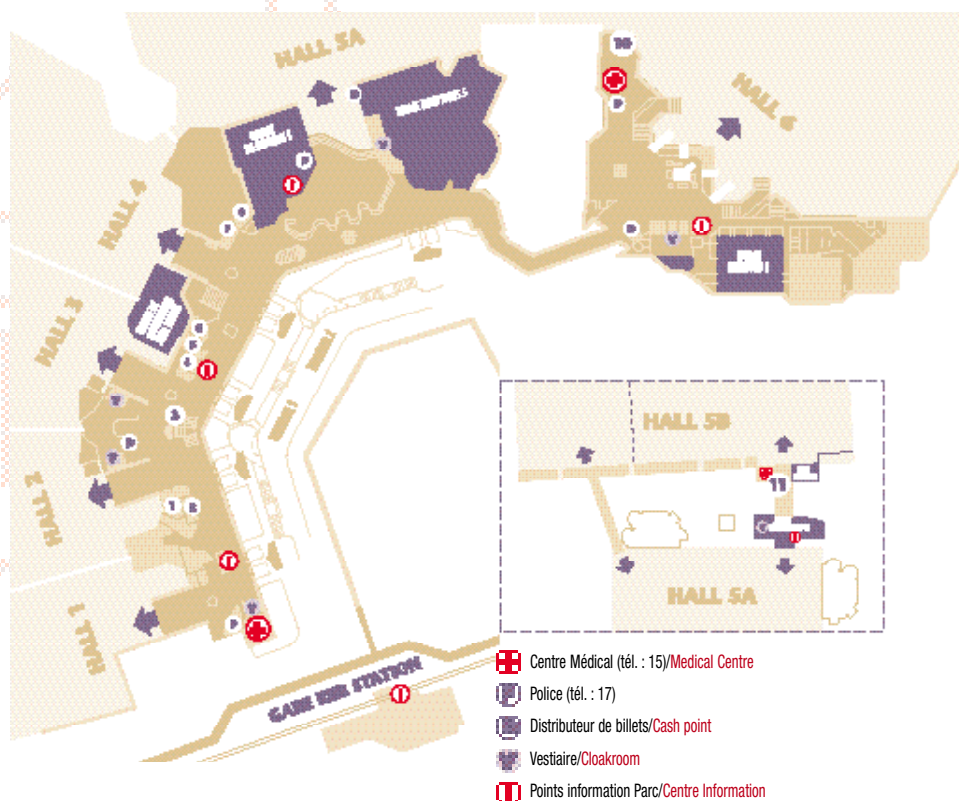 HALL 5A
HALL 6
HALL 4
HALL 3
HALL 2
HALL 1
HALL 5B
11
HALL 5A
GARE RER STATION
Centre Médical (tél. : 15)/Medical Centre
Police (tél. : 17)
Distributeur de billets/Cash point
Vestiaire/Cloakroom
Points information Parc/Centre Information